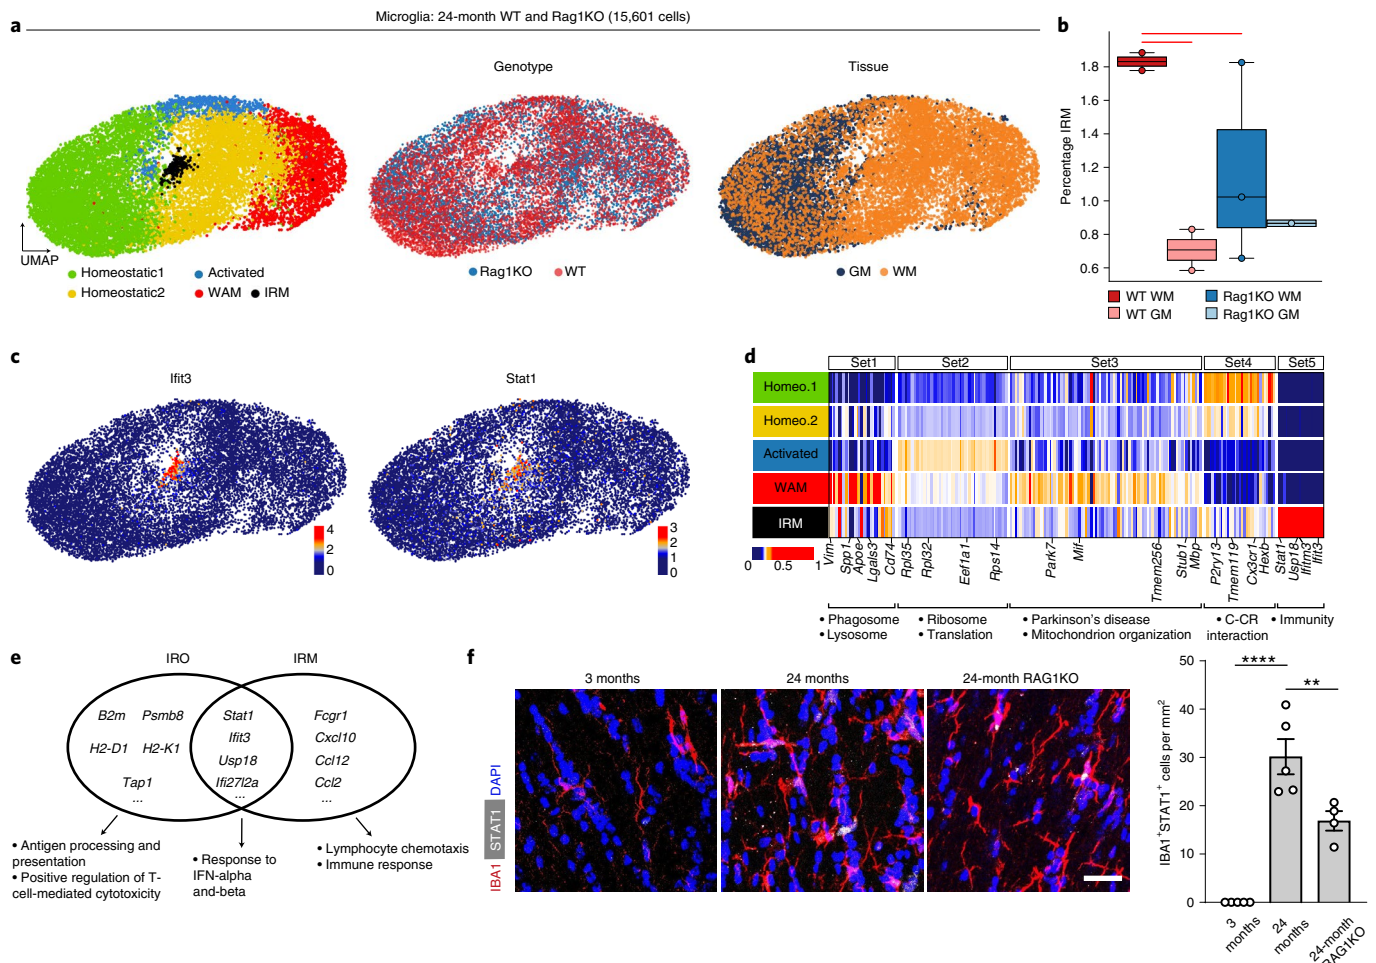 a
Microglia: 24-month WT and Rag1KO (15,601 cells)
Genotype
Tissue
UMAP
Homeostatic1
Activated
Homeostatic2
WAM
IRM
Rag1KO
WT
GM
WM
b
Percentage IRM
1.8
1.6
1.4
1.2
1.0
0.8
0.6
WT WM
Rag1KO WM
WT GM
Rag1KO GM
c
Ifit3
Stat1
4
2
0
3
2
1
0
d
Set1
Set2
Set3
Set4
Set5
Homeo.1
Homeo.2
Activated
WAM
IRM
0
0.5
1
Vim
Spp1
Apoe
Lgals3
Cd74
Rpl35
Rpl32
Eef1a1
Rps14
Park7
Mif
Tmem256
Stub1
Mbp
P2ry13
Tmem119
Cx3cr1
Hexb
Stat1
Usp18
Ifitm3
Ifit3
• Phagosome
• Lysosome
• Ribosome
• Translation
• Parkinson's disease
• Mitochondrion organization
• C-CR
interaction
• Immunity
e
IRO
IRM
B2m
Psmb8
H2-D1
H2-K1
Tap1
...
Stat1
Ifit3
Usp18
Ifi27l2a
...
Fcgr1
Cxcl10
Ccl12
Ccl2
...
• Antigen processing and
presentation
• Positive regulation of T-
cell-mediated cytotoxicity
• Response to
IFN-alpha
and-beta
• Lymphocyte chemotaxis
• Immune response
f
3 months
24 months
24-month RAG1KO
IBA1 STAT1 DAPI
IBA1+STAT1+ cells per mm2
50
40
30
20
10
0
****
**
3
months
24
months
24-month
RAG1KO